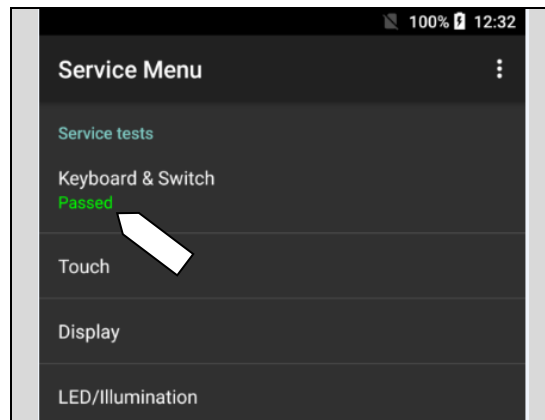 100% 12:32
Service Menu
Service tests
Keyboard & Switch
Passed
Touch
Display
LED/Illumination